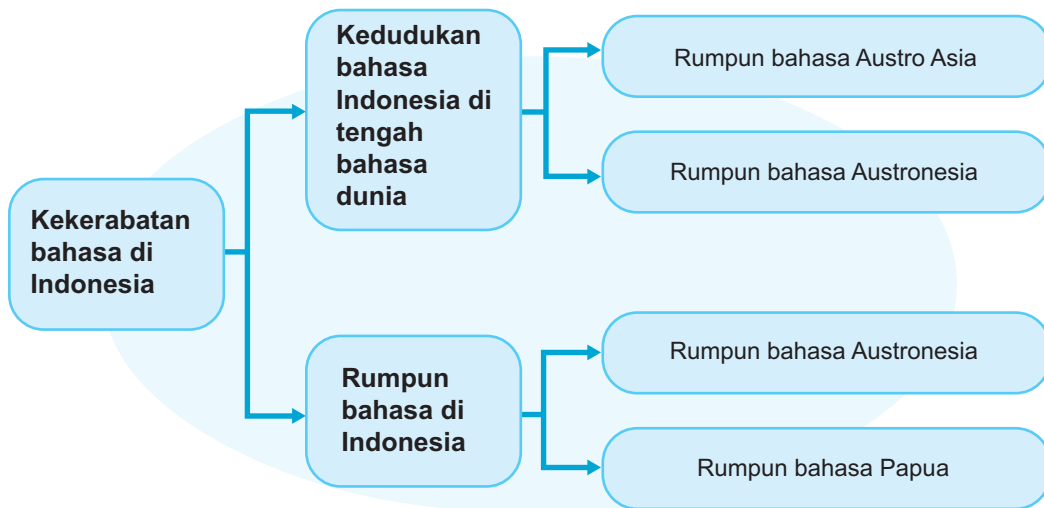 Kekerabatan
bahasa di
Indonesia
Kedudukan
bahasa
Indonesia di
tengah
bahasa
dunia
Rumpun bahasa Austro Asia
Rumpun bahasa Austronesia
Rumpun
bahasa di
Indonesia
Rumpun bahasa Austronesia
Rumpun bahasa Papua